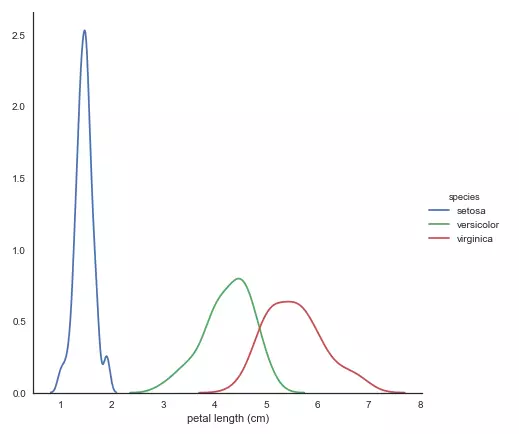 2.5
2.0
1.5
1.0
0.5
0.0
1 2 3 4 5 6 7 8
petal length (cm)
species
setosa
versicolor
virginica